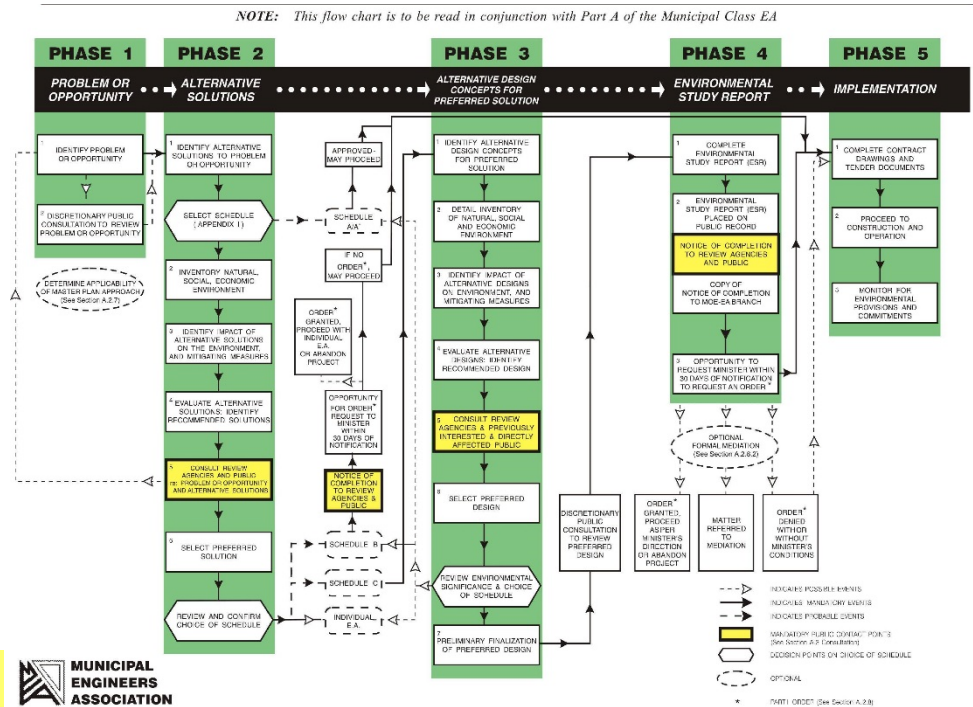 NOTE: This flow chart is to be read in conjunction with Part A of the Municipal Class EA
PHASE 1
PROBLEM OR
OPPORTUNITY
PHASE 2
ALTERNATIVE
SOLUTIONS
PHASE 3
ALTERNATIVE DESIGN
CONCEPTS FOR
PREFERRED SOLUTION
PHASE 4
ENVIRONMENTAL
STUDY REPORT
PHASE 5
IMPLEMENTATION
1
IDENTIFY PROBLEM
OR OPPORTUNITY
2
DISCRETIONARY PUBLIC
CONSULTATION TO REVIEW
PROBLEM OR OPPORTUNITY
DETERMINE APPLICABILITY
OF MASTER PLAN APPROACH
(See Section A.2.7)
1
IDENTIFY ALTERNATIVE
SOLUTIONS TO PROBLEM
OR OPPORTUNITY
SELECT SCHEDULE
(APPENDIX I)
2
INVENTORY NATURAL,
SOCIAL, ECONOMIC
ENVIRONMENT
3
IDENTIFY IMPACT OF
ALTERNATIVE SOLUTIONS
ON THE ENVIRONMENT,
AND MITIGATING MEASURES
4
EVALUATE ALTERNATIVE
SOLUTIONS: IDENTIFY
RECOMMENDED SOLUTIONS
5
CONSULT REVIEW
AGENCIES AND PUBLIC
re: PROBLEM OR OPPORTUNITY
AND ALTERNATIVE SOLUTIONS
6
SELECT PREFERRED
SOLUTION
REVIEW AND CONFIRM
CHOICE OF SCHEDULE
APPROVED-
MAY PROCEED
SCHEDULE
A/A+
IF NO
ORDER*,
MAY PROCEED
ORDER*
GRANTED,
PROCEED WITH
INDIVIDUAL
E.A.
OR ABANDON
PROJECT
OPPORTUNITY
FOR ORDER*
REQUEST TO
MINISTER
WITHIN
30 DAYS OF
NOTIFICATION
NOTICE OF
COMPLETION
TO REVIEW
AGENCIES &
PUBLIC
SCHEDULE B
SCHEDULE C
INDIVIDUAL
E.A.
1
IDENTIFY ALTERNATIVE
DESIGN CONCEPTS
FOR PREFERRED
SOLUTION
2
DETAIL INVENTORY
OF NATURAL, SOCIAL
AND ECONOMIC
ENVIRONMENT
3
IDENTIFY IMPACT OF
ALTERNATIVE DESIGNS
ON ENVIRONMENT, AND
MITIGATING MEASURES
4
EVALUATE ALTERNATIVE
DESIGNS: IDENTIFY
RECOMMENDED DESIGN
5
CONSULT REVIEW
AGENCIES & PREVIOUSLY
INTERESTED & DIRECTLY
AFFECTED PUBLIC
6
SELECT PREFERRED
DESIGN
REVIEW ENVIRONMENTAL
SIGNIFICANCE & CHOICE
OF SCHEDULE
7
PRELIMINARY FINALIZATION
OF PREFERRED DESIGN
DISCRETIONARY
PUBLIC
CONSULTATION
TO REVIEW
PREFERRED
DESIGN
1
COMPLETE
ENVIRONMENTAL
STUDY REPORT (ESR)
2
ENVIRONMENTAL
STUDY REPORT (ESR)
PLACED ON
PUBLIC RECORD
NOTICE OF COMPLETION
TO REVIEW AGENCIES
AND PUBLIC
COPY OF
NOTICE OF COMPLETION
TO MOE-EA BRANCH
3
OPPORTUNITY TO
REQUEST MINISTER WITHIN
30 DAYS OF NOTIFICATION
TO REQUEST AN ORDER*
OPTIONAL
FORMAL MEDIATION
(See Section A.2.8.2)
ORDER*
GRANTED,
PROCEED
AS PER
MINISTER'S
DIRECTION
OR ABANDON
PROJECT
MATTER
REFERRED
TO
MEDIATION
ORDER*
DENIED
WITH OR
WITHOUT
MINISTER'S
CONDITIONS
1
COMPLETE CONTRACT
DRAWINGS AND
TENDER DOCUMENTS
2
PROCEED TO
CONSTRUCTION AND
OPERATION
3
MONITOR FOR
ENVIRONMENTAL
PROVISIONS AND
COMMITMENTS
INDICATES POSSIBLE EVENTS
INDICATES MANDATORY EVENTS
INDICATES PROBABLE EVENTS
MANDATORY PUBLIC CONTACT POINTS
(See Section A.3 Consultation)
DECISION POINTS ON CHOICE OF SCHEDULE
OPTIONAL
* PART II ORDER (See Section A.2.8)
MUNICIPAL
ENGINEERS
ASSOCIATION